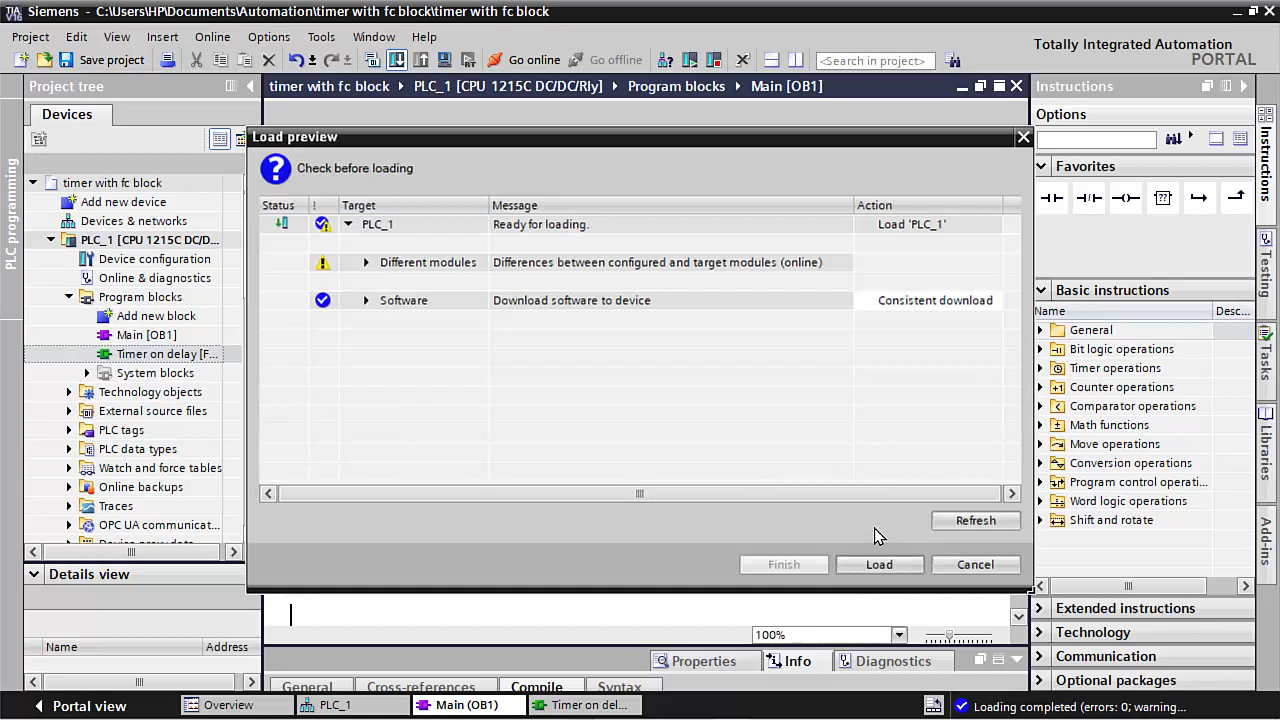 TIA V16 Siemens - C:\Users\HP\Documents\Automation\timer with fc block\timer with fc block
Project Edit View Insert Online Options Tools Window Help
Totally Integrated Automation
PORTAL
Save project Go online Go offline <Search in project>
Project tree
timer with fc block PLC_1 [CPU 1215C DC/DC/Rly] Program blocks Main [OB1]
Instructions
Devices
Options
PLC programming
timer with fc block
Add new device
Devices & networks
PLC_1 [CPU 1215C DC/D...
Device configuration
Online & diagnostics
Program blocks
Add new block
Main [OB1]
Timer on delay [F...
System blocks
Technology objects
External source files
PLC tags
PLC data types
Watch and force tables
Online backups
Traces
OPC UA communicat...
Details view
Name Address
Load preview
? Check before loading
Status ! Target Message Action
PLC_1 Ready for loading. Load 'PLC_1'
Different modules Differences between configured and target modules (online)
Software Download software to device Consistent download
Refresh
Finish Load Cancel
100%
Properties Info Diagnostics
General Cross-references Compile Syntax
Favorites
??
Basic instructions
Name Desc...
General
Bit logic operations
Timer operations
Counter operations
Comparator operations
Math functions
Move operations
Conversion operations
Program control operati...
Word logic operations
Shift and rotate
Extended instructions
Technology
Communication
Optional packages
Instructions
Testing
Tasks
Libraries
Add-ins
Portal view Overview PLC_1 Main (OB1) Timer on del... Loading completed (errors: 0; warning...